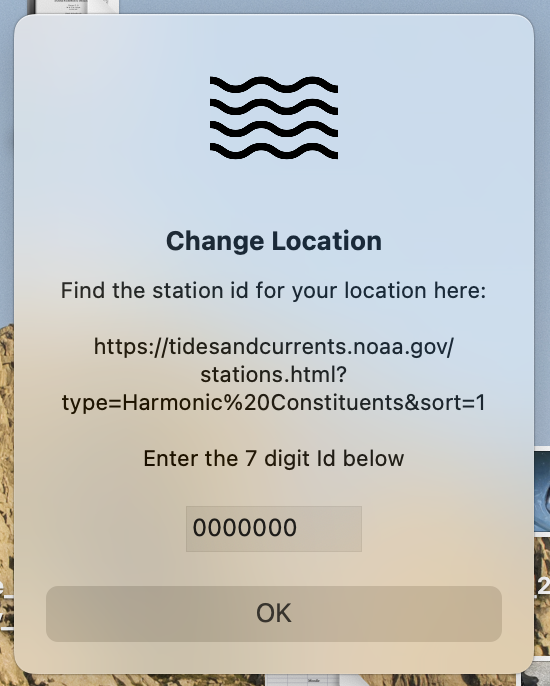 Change Location
Find the station id for your location here:
https://tidesandcurrents.noaa.gov/
stations.html?
type=Harmonic%20Constituents&sort=1
Enter the 7 digit Id below
0000000
OK